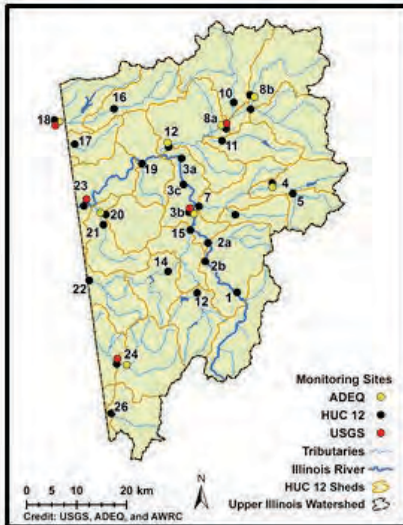 16
10
8b
18
8a
12
17
11
3a
19
4
3c
23
5
7
3b
20
21
15
2a
14
2b
22
12
1
24
26
Monitoring Sites
ADEQ
HUC 12
USGS
Tributaries
Illinois River
HUC 12 Sheds
Upper Illinois Watershed
N
0 5 10 20 km
Credit: USGS, ADEQ, and AWRC